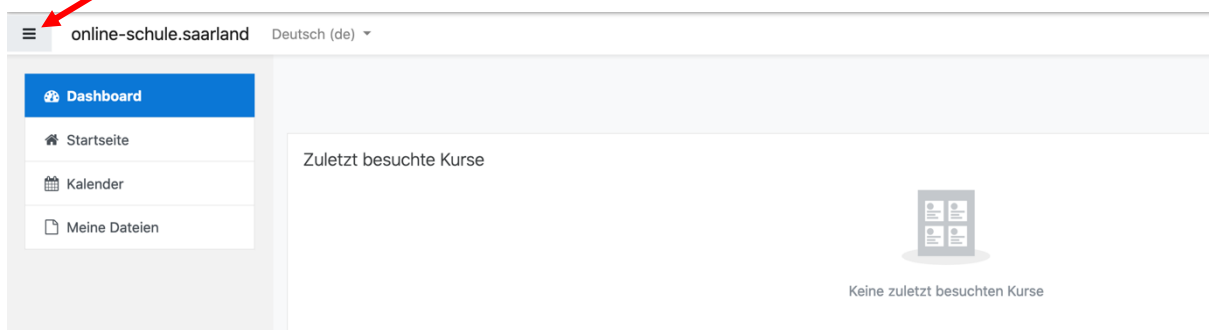 online-schule.saarland Deutsch (de)
Dashboard
Startseite
Kalender
Meine Dateien
Zuletzt besuchte Kurse
Keine zuletzt besuchten Kurse